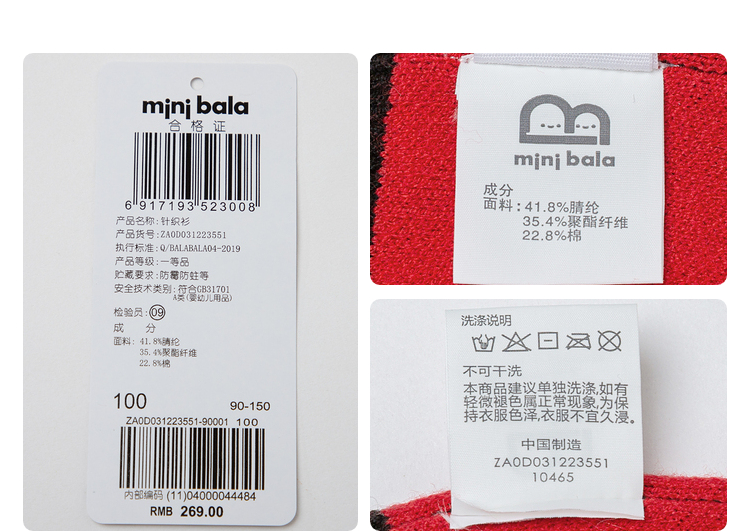 mini bala
合格证
6 917193 523008
产品名称: 针织衫
产品货号: ZA0D031223551
执行标准: Q/BALABALA04-2019
产品等级: 一等品
贮藏要求: 防霉防蛀等
安全技术类别: 符合GB31701
A类(婴幼儿用品)
检验员: 09
成 分
面料: 41.8%腈纶
35.4%聚酯纤维
22.8%棉
100 90-150
ZA0D031223551-90001 100
内部编码 (11)04000044484
RMB 269.00
mini bala
成分
面料: 41.8%腈纶
35.4%聚酯纤维
22.8%棉
洗涤说明
不可干洗
本商品建议单独洗涤,如有
轻微褪色属正常现象,为保
持衣服色泽,衣服不宜久浸。
中国制造
ZA0D031223551
10465